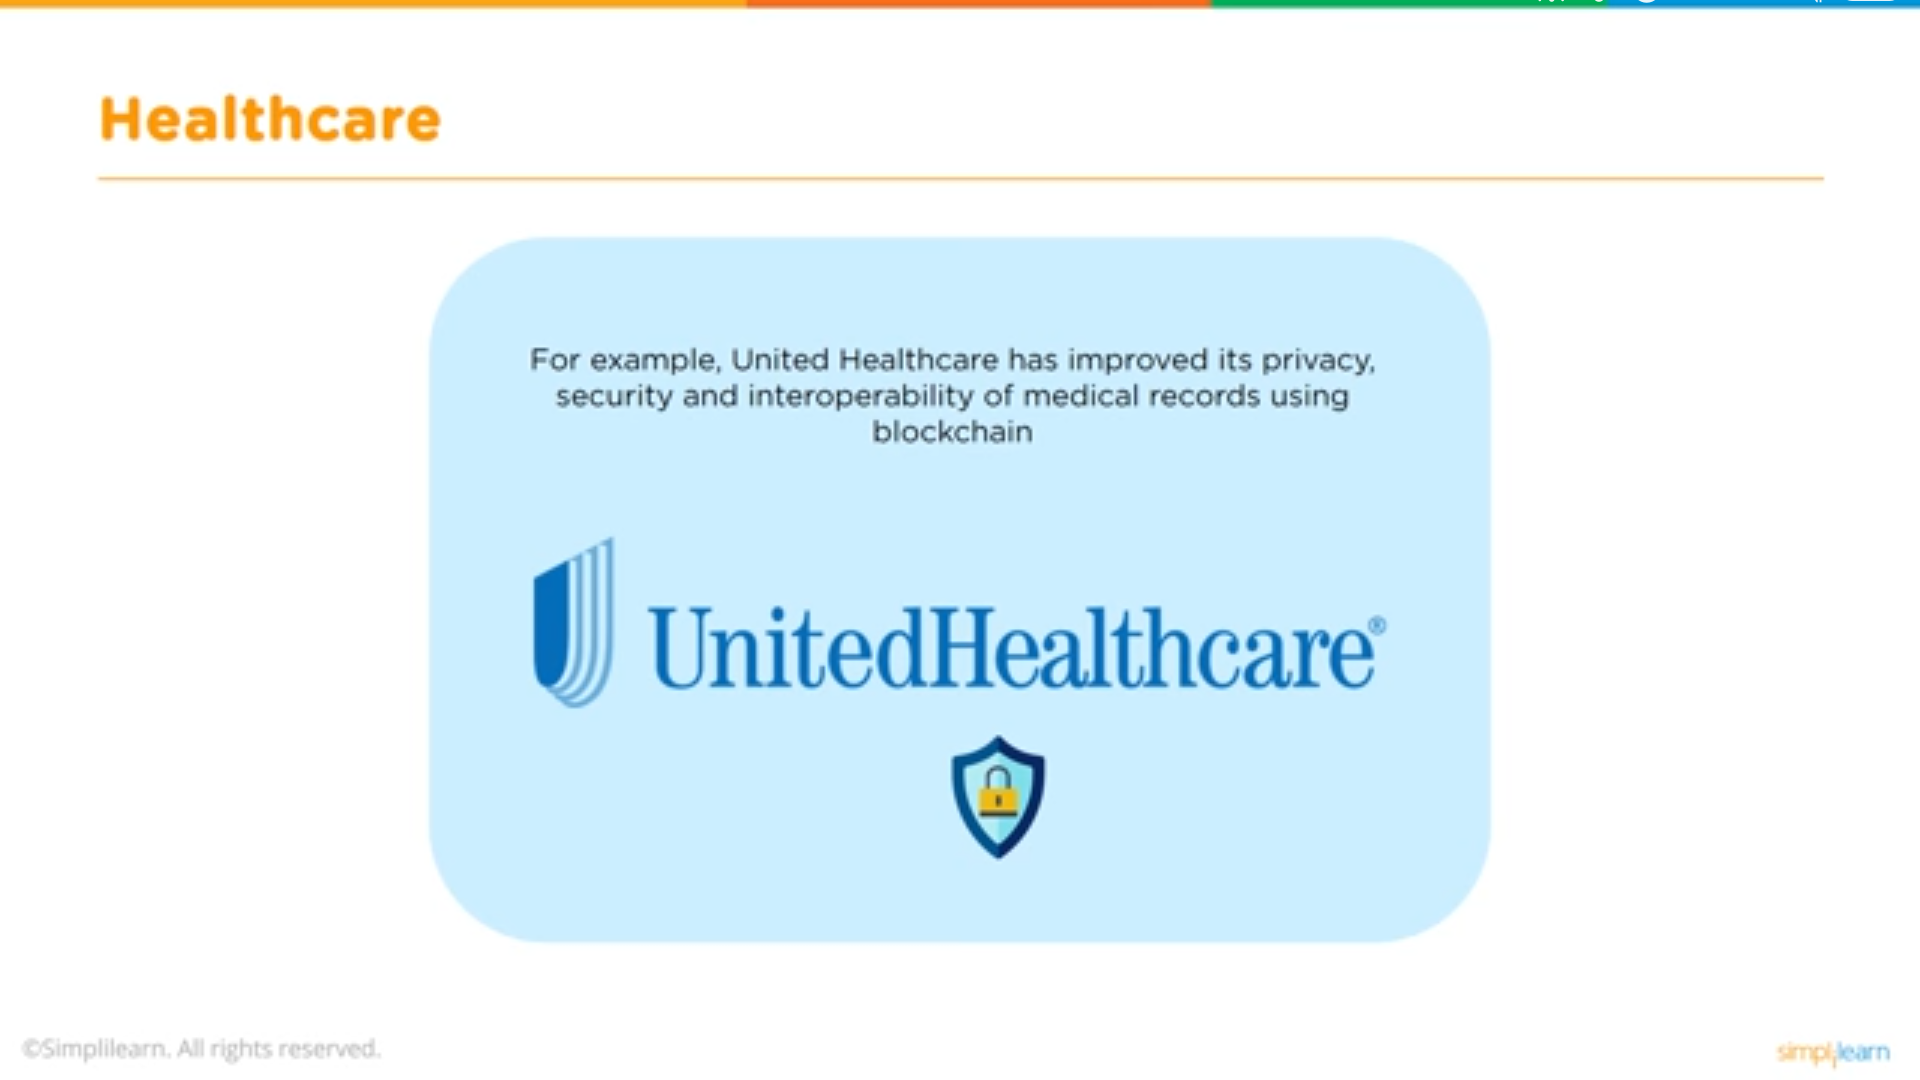 Healthcare
For example, United Healthcare has improved its privacy,
security and interoperability of medical records using
blockchain
UnitedHealthcare®
©Simplilearn. All rights reserved.
simplilearn